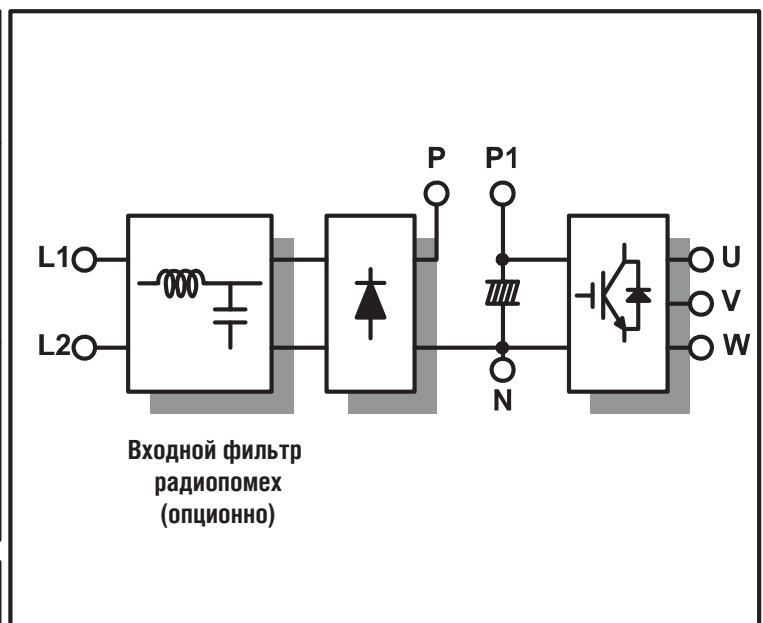 P P1
L1 U
V
L2 W
N
Входной фильтр
радиопомех
(опционно)